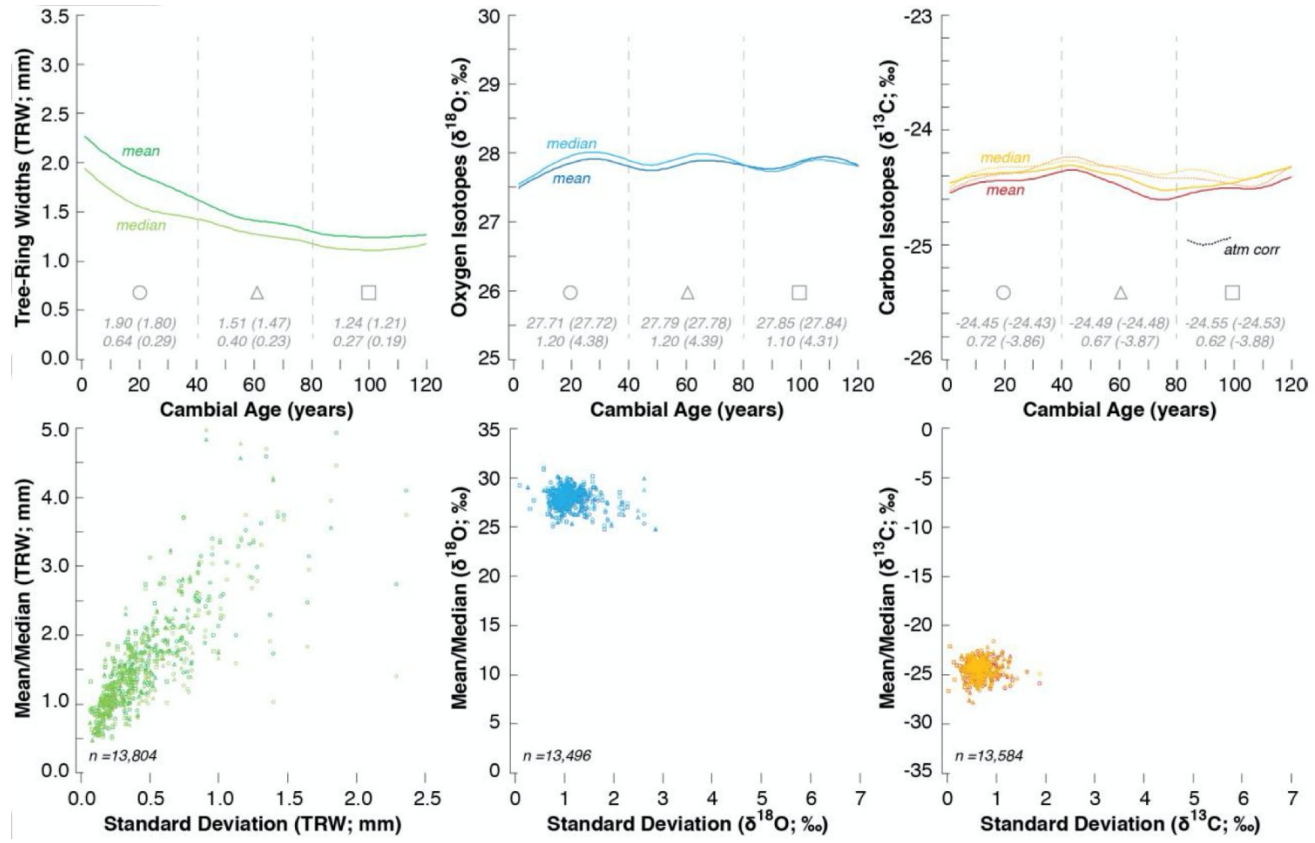 Tree-Ring Widths (TRW; mm)
3.5
3.0
2.5
2.0
1.5
1.0
0.5
0.0
mean
median
1.90 (1.80)
0.64 (0.29)
1.51 (1.47)
0.40 (0.23)
1.24 (1.21)
0.27 (0.19)
0 20 40 60 80 100 120
Cambial Age (years)
Oxygen Isotopes (δ¹⁸O; ‰)
30
29
28
27
26
25
median
mean
27.71 (27.72)
1.20 (4.38)
27.79 (27.78)
1.20 (4.39)
27.85 (27.84)
1.10 (4.31)
0 20 40 60 80 100 120
Cambial Age (years)
Carbon Isotopes (δ¹³C; ‰)
-23
-24
-25
-26
median
mean
atm corr
-24.45 (-24.43)
0.72 (-3.86)
-24.49 (-24.48)
0.67 (-3.87)
-24.55 (-24.53)
0.62 (-3.88)
0 20 40 60 80 100 120
Cambial Age (years)
Mean/Median (TRW; mm)
5.0
4.0
3.0
2.0
1.0
0.0
n =13,804
0.0 0.5 1.0 1.5 2.0 2.5
Standard Deviation (TRW; mm)
Mean/Median (δ¹⁸O; ‰)
35
30
25
20
15
10
5
0
n =13,496
0 1 2 3 4 5 6 7
Standard Deviation (δ¹⁸O; ‰)
Mean/Median (δ¹³C; ‰)
0
-5
-10
-15
-20
-25
-30
-35
n =13,584
0 1 2 3 4 5 6 7
Standard Deviation (δ¹³C; ‰)